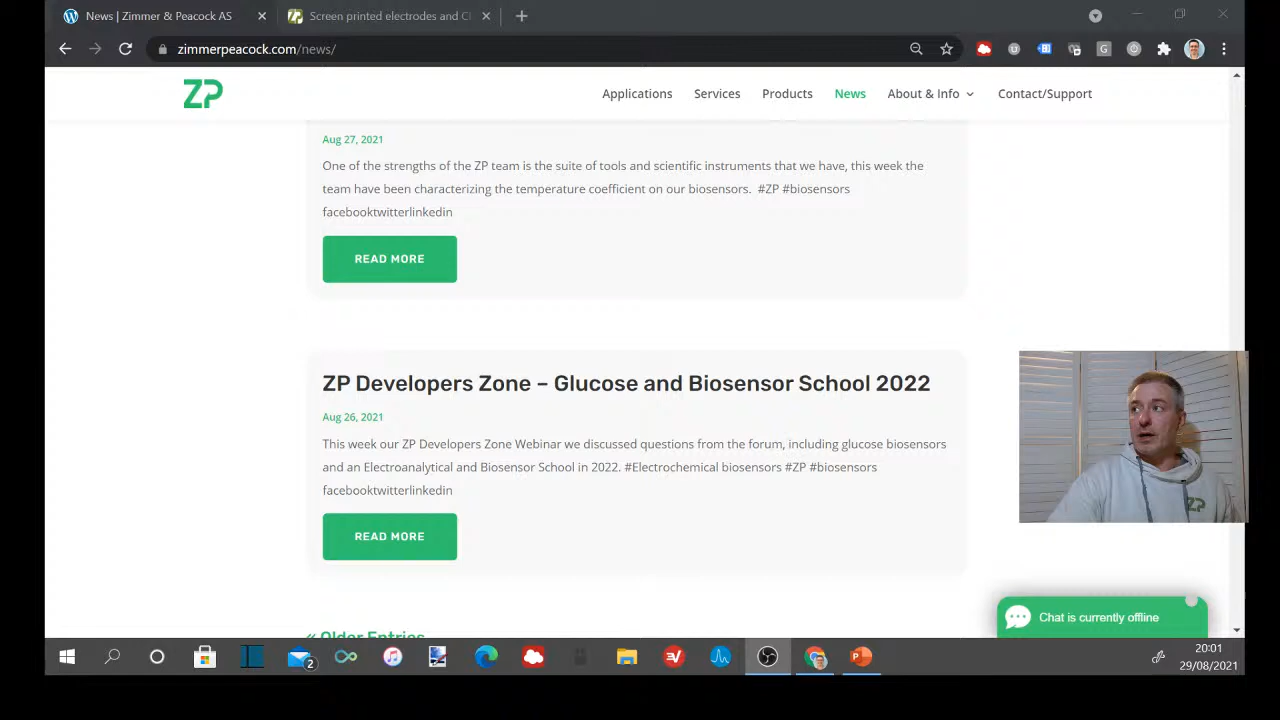 News | Zimmer & Peacock AS
Screen printed electrodes and C
zimmerpeacock.com/news/
ZP
Applications
Services
Products
News
About & Info
Contact/Support
Aug 27, 2021
One of the strengths of the ZP team is the suite of tools and scientific instruments that we have, this week the
team have been characterizing the temperature coefficient on our biosensors. #ZP #biosensors
facebooktwitterlinkedin
READ MORE
ZP Developers Zone – Glucose and Biosensor School 2022
Aug 26, 2021
This week our ZP Developers Zone Webinar we discussed questions from the forum, including glucose biosensors
and an Electroanalytical and Biosensor School in 2022. #Electrochemical biosensors #ZP #biosensors
facebooktwitterlinkedin
READ MORE
ZP
Chat is currently offline
« Older Entries
2
20:01
29/08/2021